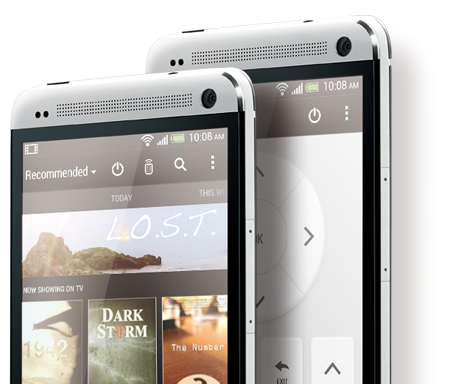 10:08 AM
10:08 AM
Recommended
TODAY
THIS W
L.O.S.T.
OK
NOW SHOWING ON TV
1942
DARK
STORM
The Number
EXIT